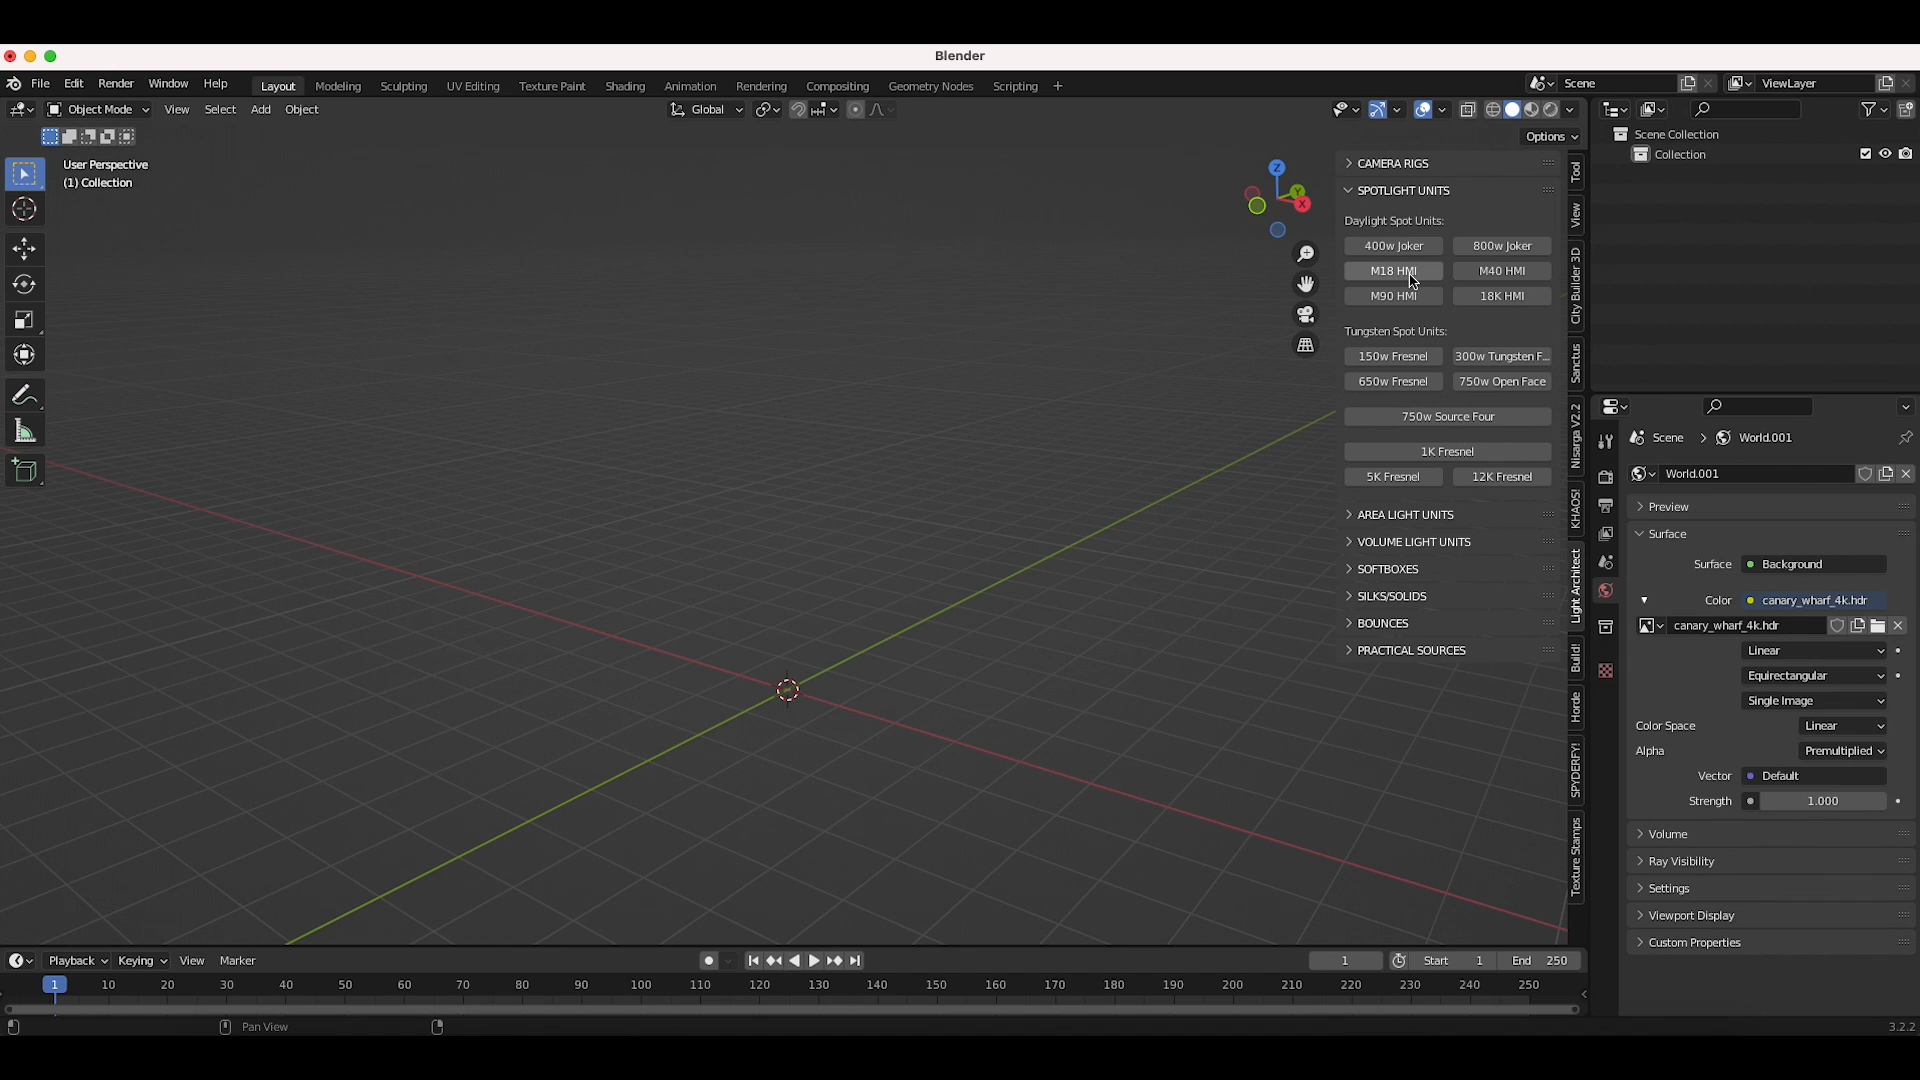 Blender
File Edit Render Window Help Layout Modeling Sculpting UV Editing Texture Paint Shading Animation Rendering Compositing Geometry Nodes Scripting + Scene ViewLayer
Object Mode View Select Add Object Global
Options
User Perspective
(1) Collection
Z
Y
X
CAMERA RIGS
SPOTLIGHT UNITS
Daylight Spot Units:
400w Joker 800w Joker
M18 HMI M40 HMI
M90 HMI 18K HMI
Tungsten Spot Units:
150w Fresnel 300w Tungsten F...
650w Fresnel 750w Open Face
750w Source Four
1K Fresnel
5K Fresnel 12K Fresnel
AREA LIGHT UNITS
VOLUME LIGHT UNITS
SOFTBOXES
SILKS/SOLIDS
BOUNCES
PRACTICAL SOURCES
Tool
View
City Builder 3D
Sanctus
Nisarga V2.2
KHAOS!
Light Architect
Build!
Horde
SPYDERFY!
Texture Stamps
Scene Collection
Collection
Scene > World.001
World.001
Preview
Surface
Surface Background
Color canary_wharf_4k.hdr
canary_wharf_4k.hdr
Linear
Equirectangular
Single Image
Color Space Linear
Alpha Premultiplied
Vector Default
Strength 1.000
Volume
Ray Visibility
Settings
Viewport Display
Custom Properties
Playback Keying View Marker 1 Start 1 End 250
1 10 20 30 40 50 60 70 80 90 100 110 120 130 140 150 160 170 180 190 200 210 220 230 240 250
Pan View
3.2.2